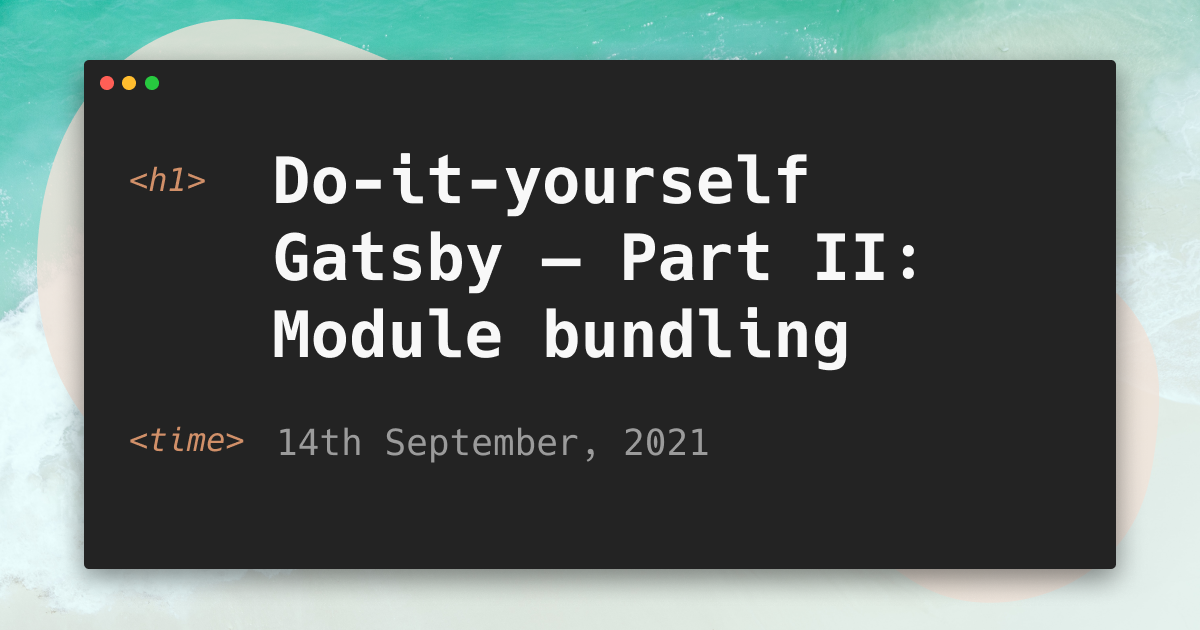 <h1> Do-it-yourself
Gatsby — Part II:
Module bundling
<time> 14th September, 2021